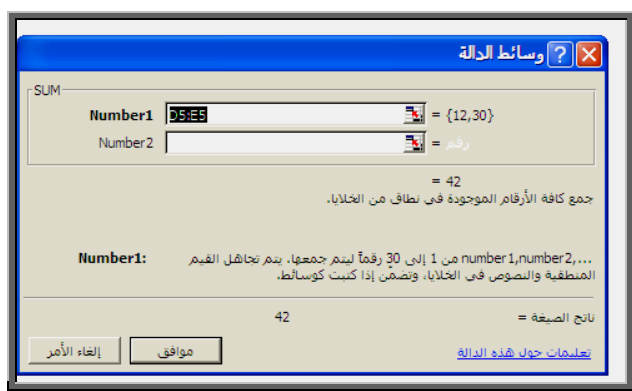 وسائط الدالة
SUM
Number1 D5:E5 = {12,30}
Number2 = رقم
= 42
جمع كافة الأرقام الموجودة في نطاق من الخلايا.
Number1: number1,number2,... من 1 إلى 30 رقماً ليتم جمعها. يتم تجاهل القيم
المنطقية والنصوص في الخلايا، وتضمّن إذا كتبت كوسائط.
ناتج الصيغة = 42
تعليمات حول هذه الدالة موافق إلغاء الأمر